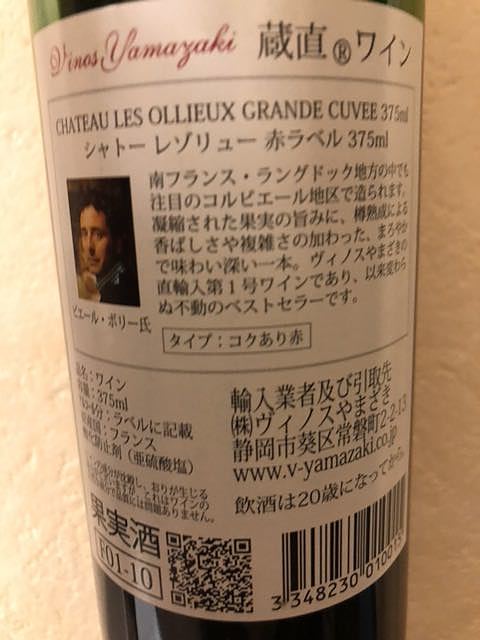 Vinos Yamazaki 蔵直®ワイン
CHATEAU LES OLLIEUX GRANDE CUVEE 375ml
シャトー レゾリュー 赤ラベル 375ml
南フランス・ラングドック地方の中でも
注目のコルビエール地区で造られます。
凝縮された果実の旨みに、樽熟成による
香ばしさや複雑さの加わった、まろやか
で味わい深い一本。ヴィノスやまざきの
直輸入第1号ワインであり、以来変わら
ぬ不動のベストセラーです。
ピエール・ボリー氏
タイプ：コクあり赤
品名：ワイン
容量：375ml
ラベルに記載
フランス
酸化防止剤（亜硫酸塩）
輸入業者及び引取先
㈱ヴィノスやまざき
静岡市葵区常磐町2-2-13
www.v-yamazaki.co.jp
飲酒は20歳になってから。
果実酒
F01-10
3 348230 010015